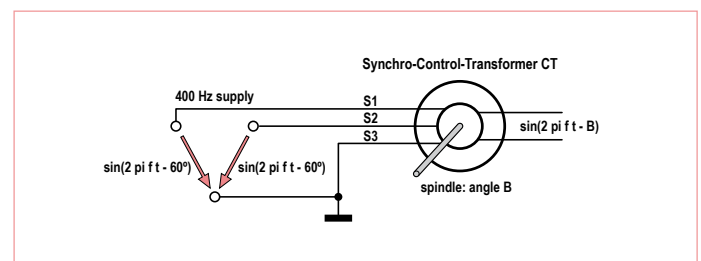 Synchro-Control-Transformer CT
400 Hz supply
S1
S2
S3
sin(2 pi f t - B)
sin(2 pi f t - 60º)
sin(2 pi f t - 60º)
spindle: angle B